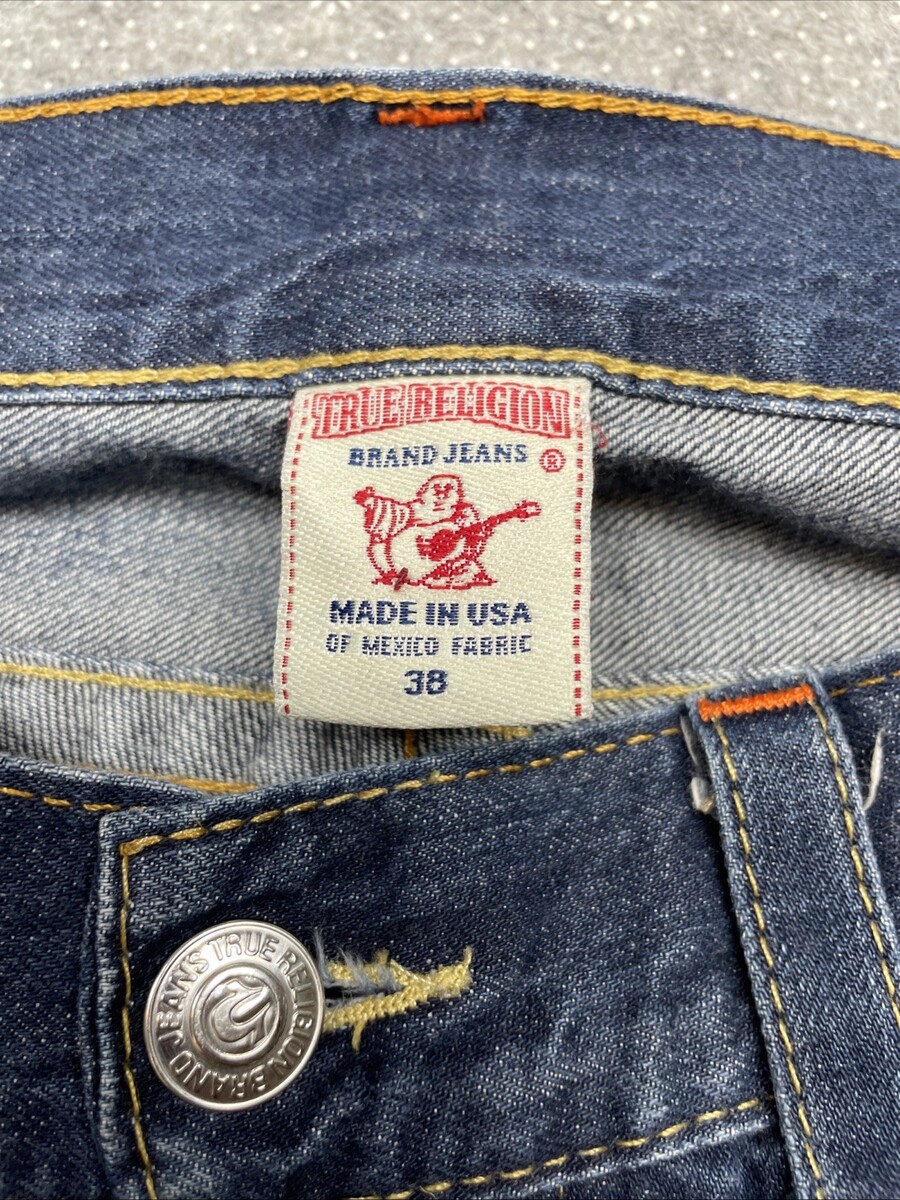 TRUE RELIGION
BRAND JEANS ®
MADE IN USA
OF MEXICO FABRIC
38
TRUE RELIGION BRAND JEANS